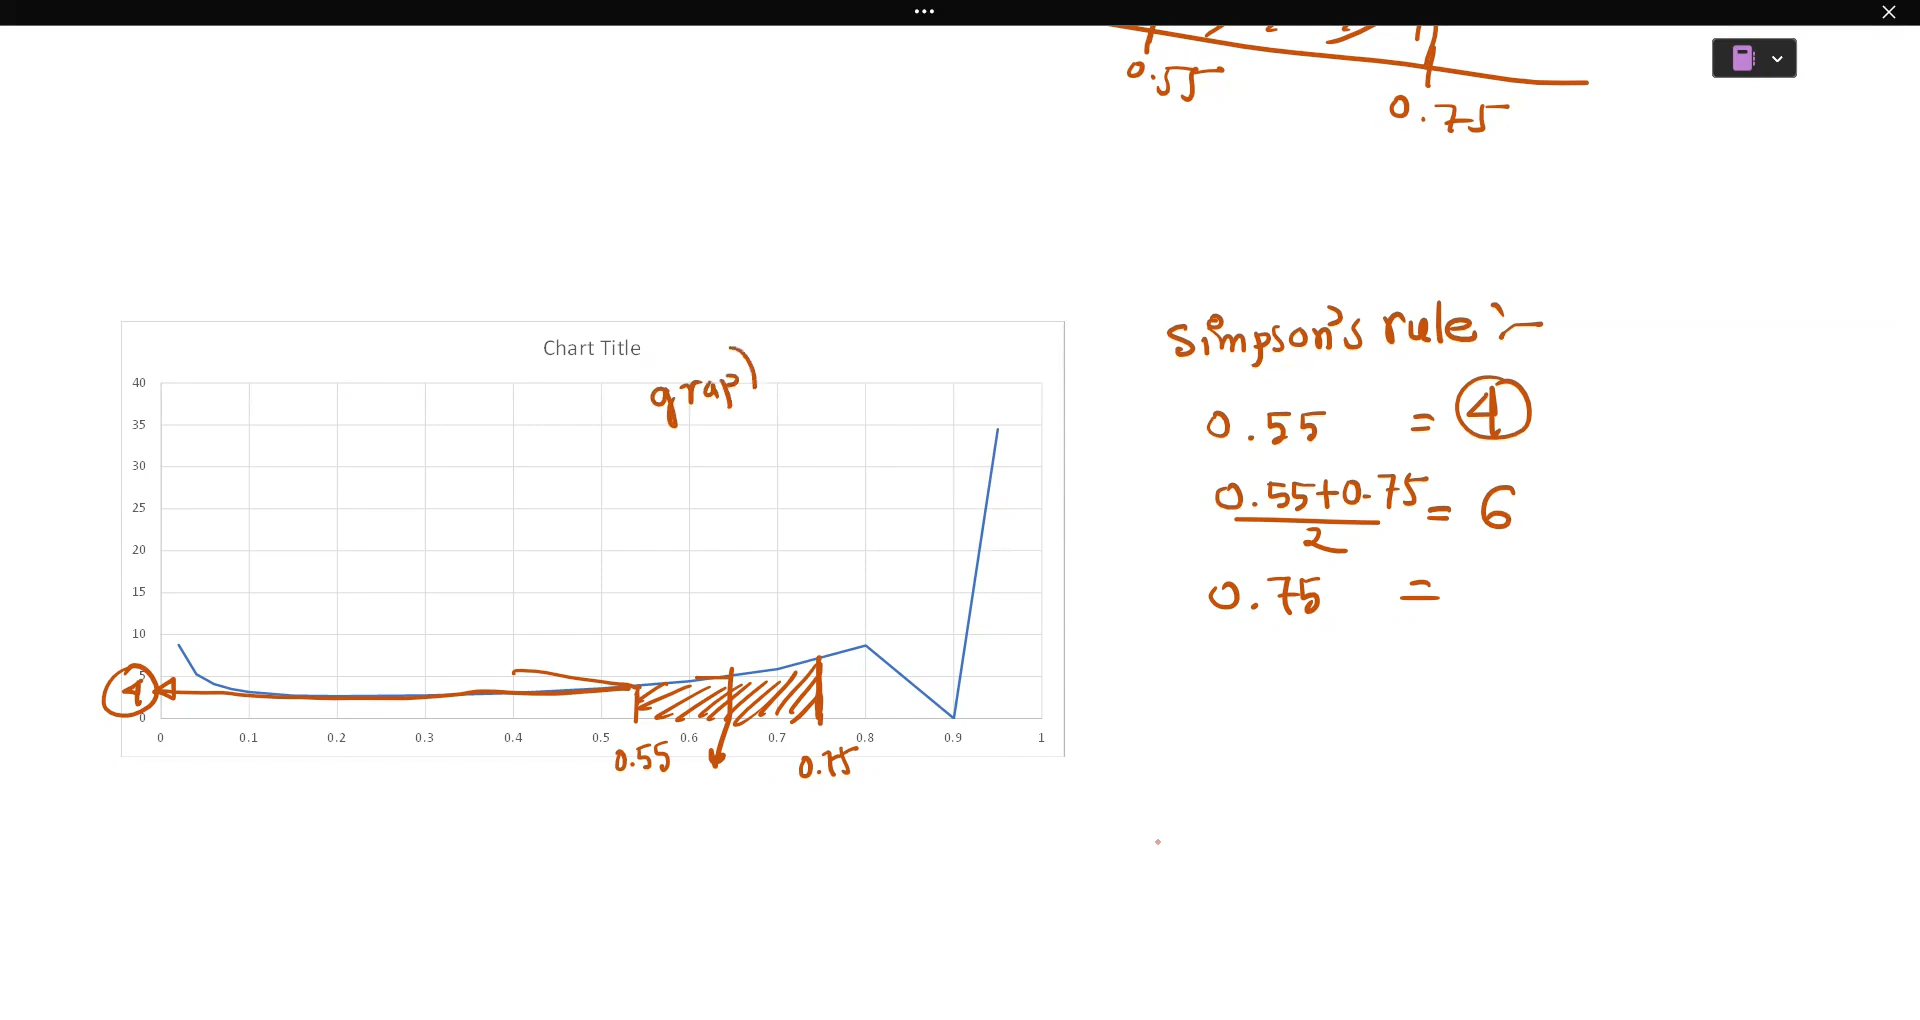 0.55
0.75
Chart Title
grap
40
35
30
25
20
15
10
5
0
4
0 0.1 0.2 0.3 0.4 0.5 0.6 0.7 0.8 0.9 1
0.55 0.75
Simpson's rule :-
0.55 = 4
0.55+0.75 = 6
2
0.75 =